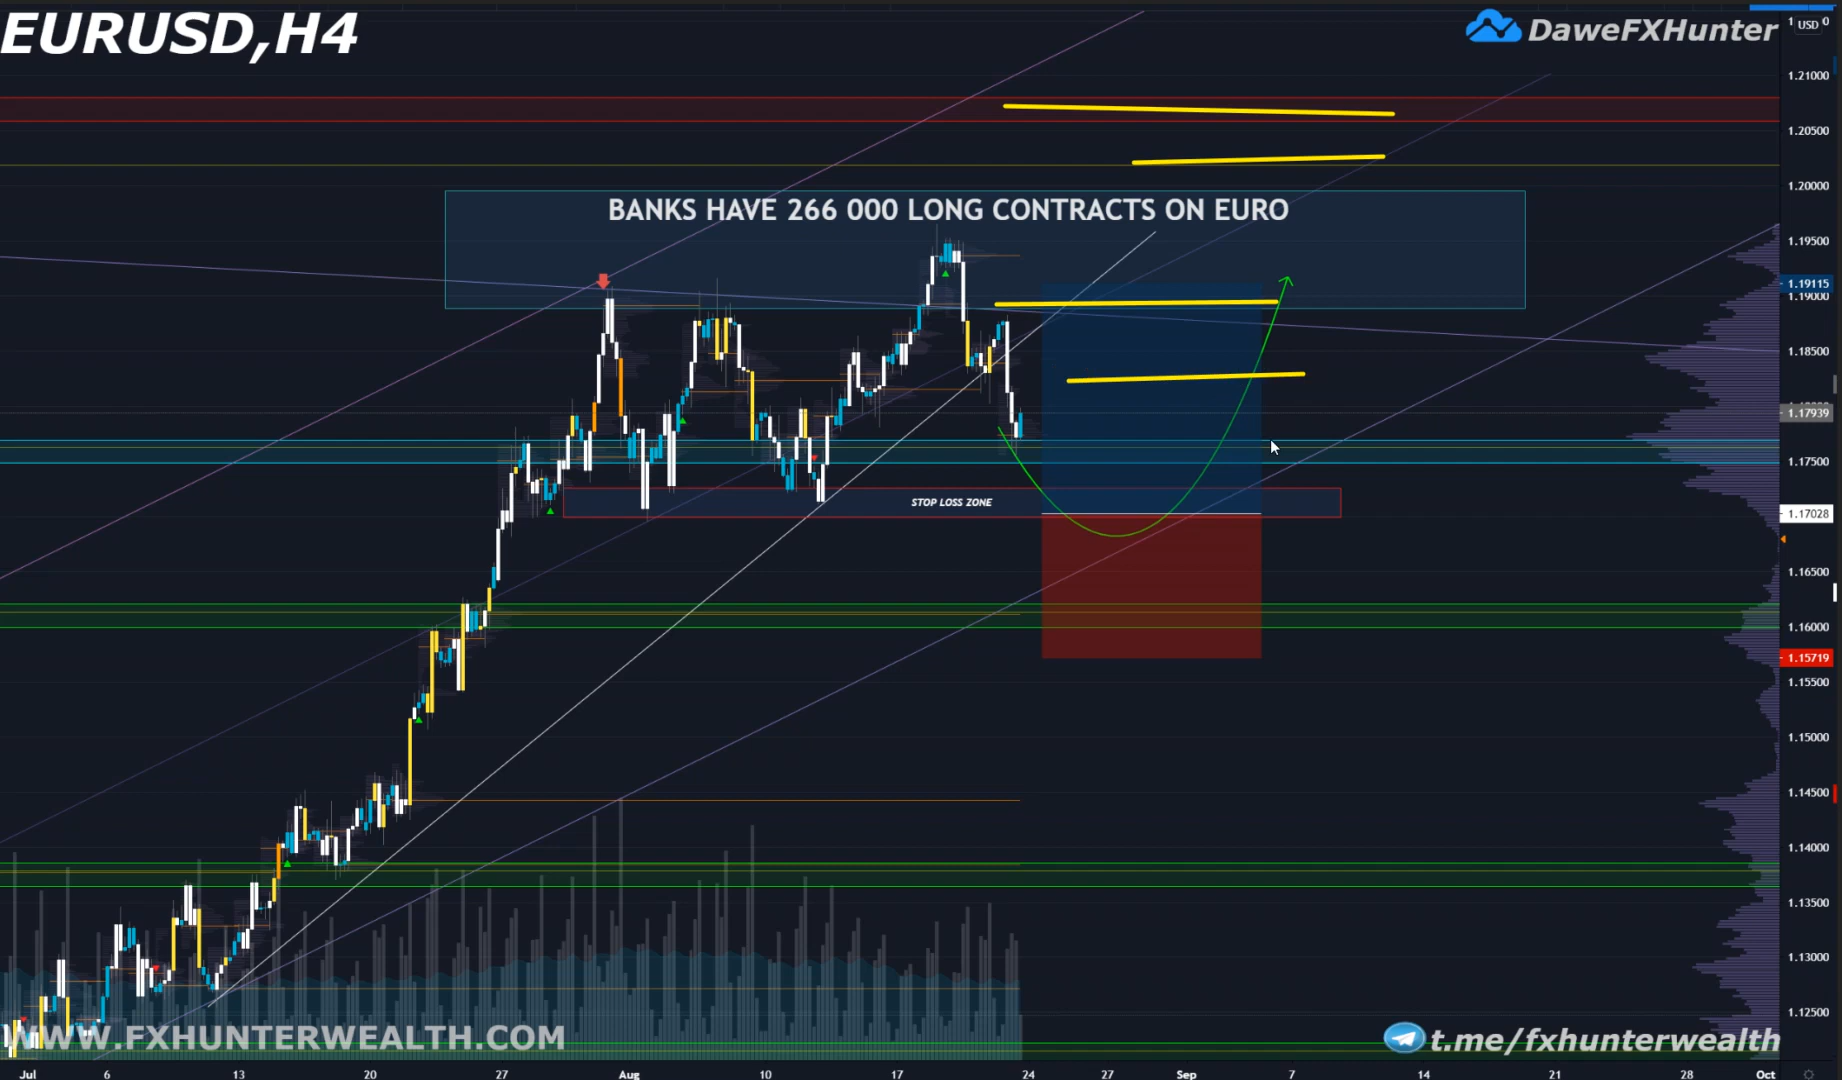 EURUSD,H4
DaweFXHunter
USD
1.21000
1.20500
1.20000
BANKS HAVE 266 000 LONG CONTRACTS ON EURO
1.19500
1.19115
1.19000
1.18500
1.17939
1.17500
STOP LOSS ZONE
1.17028
1.16500
1.16000
1.15719
1.15500
1.15000
1.14500
1.14000
1.13500
1.13000
1.12500
WWW.FXHUNTERWEALTH.COM
t.me/fxhunterwealth
Jul 6 13 20 27 Aug 10 17 24 27 Sep 7 14 21 28 Oct